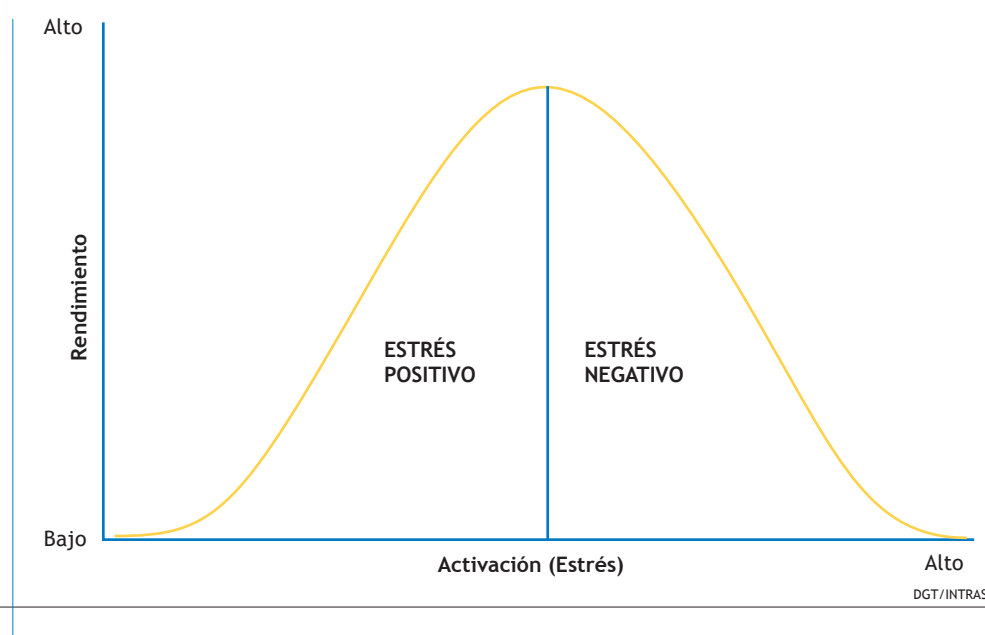 Alto
Rendimiento
ESTRÉS
POSITIVO
ESTRÉS
NEGATIVO
Bajo
Activación (Estrés)
Alto
DGT/INTRAS